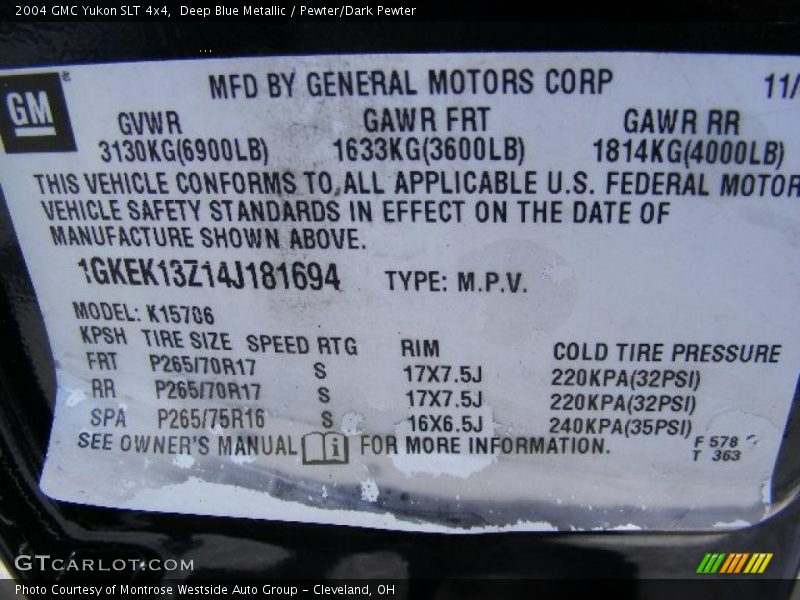 2004 GMC Yukon SLT 4x4,  Deep Blue Metallic / Pewter/Dark Pewter
GM
MFD BY GENERAL MOTORS CORP 11/
GVWR GAWR FRT GAWR RR
3130KG(6900LB) 1633KG(3600LB) 1814KG(4000LB)
THIS VEHICLE CONFORMS TO ALL APPLICABLE U.S. FEDERAL MOTOR
VEHICLE SAFETY STANDARDS IN EFFECT ON THE DATE OF
MANUFACTURE SHOWN ABOVE.
1GKEK13Z14J181694 TYPE: M.P.V.
MODEL: K15706
KPSH TIRE SIZE SPEED RTG RIM COLD TIRE PRESSURE
FRT P265/70R17 S 17X7.5J 220KPA(32PSI)
RR P265/70R17 S 17X7.5J 220KPA(32PSI)
SPA P265/75R16 S 16X6.5J 240KPA(35PSI)
SEE OWNER'S MANUAL i FOR MORE INFORMATION.
F 578
T 363
GTCARLOT.COM
Photo Courtesy of Montrose Westside Auto Group - Cleveland, OH